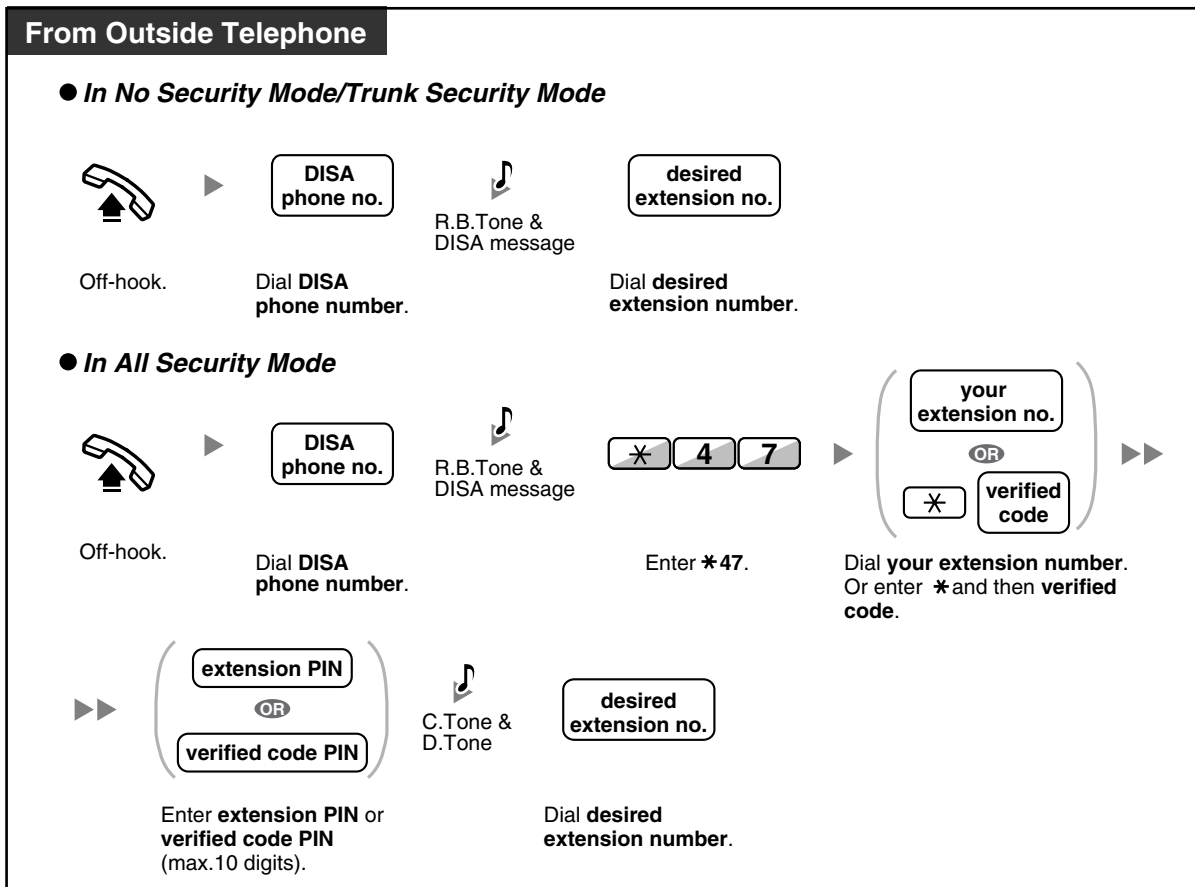 From Outside Telephone
● In No Security Mode/Trunk Security Mode
DISA
phone no.
R.B.Tone &
DISA message
desired
extension no.
Off-hook.
Dial DISA
phone number.
Dial desired
extension number.
● In All Security Mode
DISA
phone no.
R.B.Tone &
DISA message
* 4 7
your
extension no.
OR
* verified
code
Off-hook.
Dial DISA
phone number.
Enter *47.
Dial your extension number.
Or enter * and then verified
code.
extension PIN
OR
verified code PIN
C.Tone &
D.Tone
desired
extension no.
Enter extension PIN or
verified code PIN
(max.10 digits).
Dial desired
extension number.